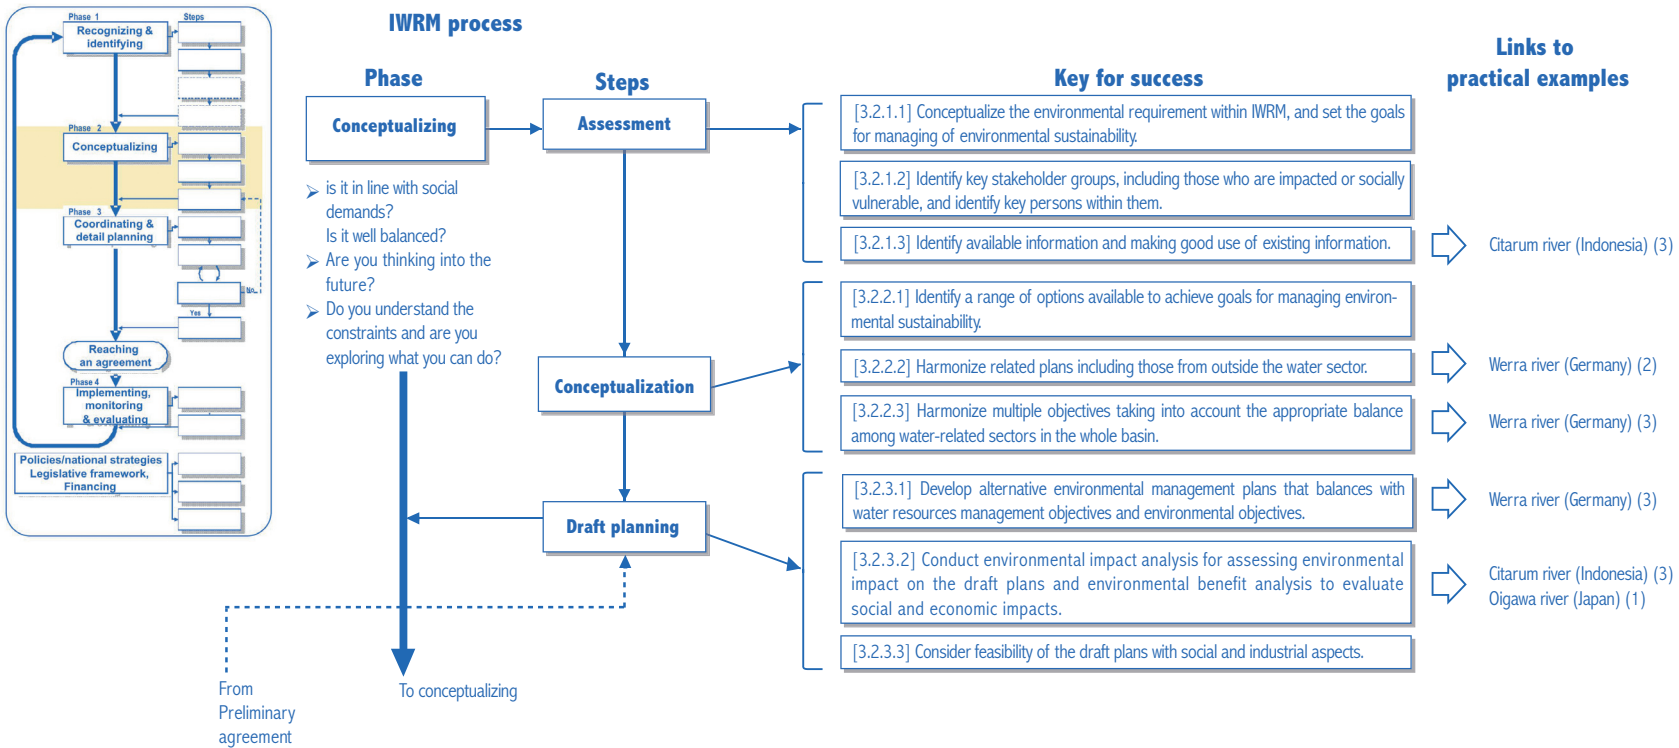 Phase 1
Steps
Recognizing &
identifying
Phase 2
Conceptualizing
Phase 3
Coordinating &
detail planning
No
Yes
Reaching
an agreement
Phase 4
Implementing,
monitoring
& evaluating
Policies/national strategies
Legislative framework,
Financing
IWRM process
Phase
Steps
Key for success
Links to
practical examples
Conceptualizing
is it in line with social
demands?
Is it well balanced?
Are you thinking into the
future?
Do you understand the
constraints and are you
exploring what you can do?
To conceptualizing
From
Preliminary
agreement
Assessment
Conceptualization
Draft planning
[3.2.1.1] Conceptualize the environmental requirement within IWRM, and set the goals
for managing of environmental sustainability.
[3.2.1.2] Identify key stakeholder groups, including those who are impacted or socially
vulnerable, and identify key persons within them.
[3.2.1.3] Identify available information and making good use of existing information.
Citarum river (Indonesia) (3)
[3.2.2.1] Identify a range of options available to achieve goals for managing environ-
mental sustainability.
[3.2.2.2] Harmonize related plans including those from outside the water sector.
Werra river (Germany) (2)
[3.2.2.3] Harmonize multiple objectives taking into account the appropriate balance
among water-related sectors in the whole basin.
Werra river (Germany) (3)
[3.2.3.1] Develop alternative environmental management plans that balances with
water resources management objectives and environmental objectives.
Werra river (Germany) (3)
[3.2.3.2] Conduct environmental impact analysis for assessing environmental
impact on the draft plans and environmental benefit analysis to evaluate
social and economic impacts.
Citarum river (Indonesia) (3)
Oigawa river (Japan) (1)
[3.2.3.3] Consider feasibility of the draft plans with social and industrial aspects.